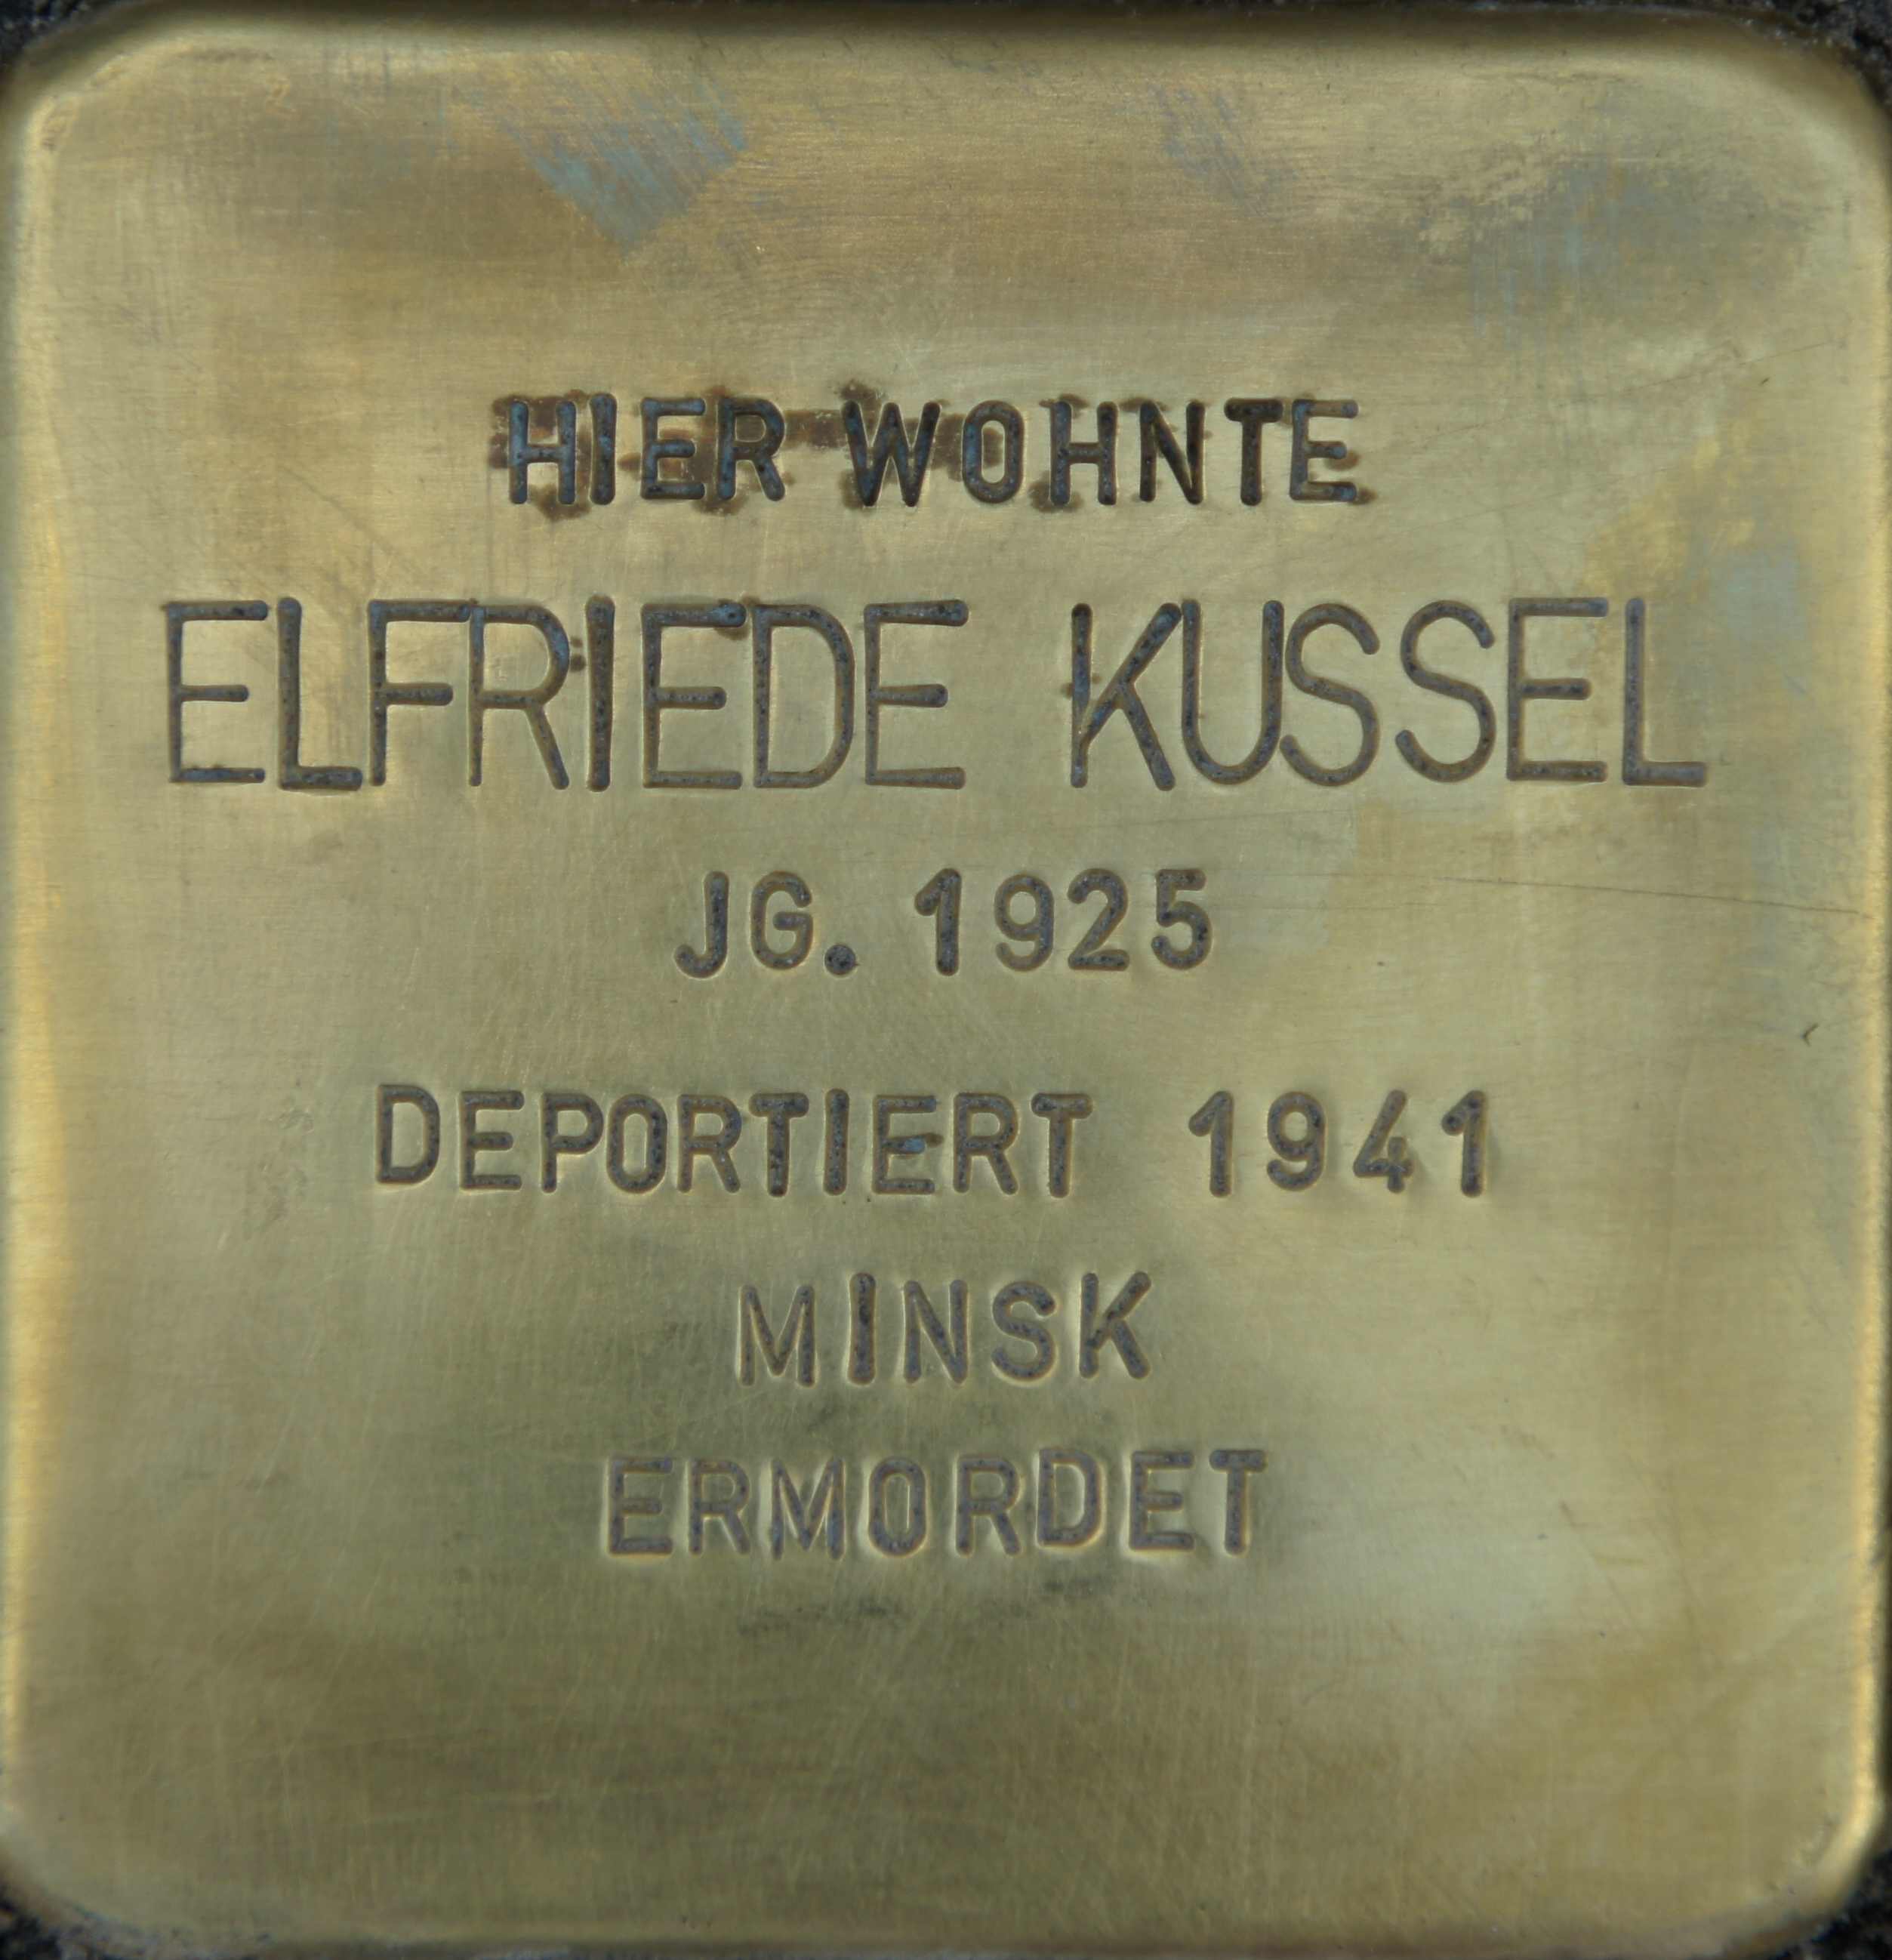 HIER WOHNTE
ELFRIEDE KUSSEL
JG. 1925
DEPORTIERT 1941
MINSK
ERMORDET